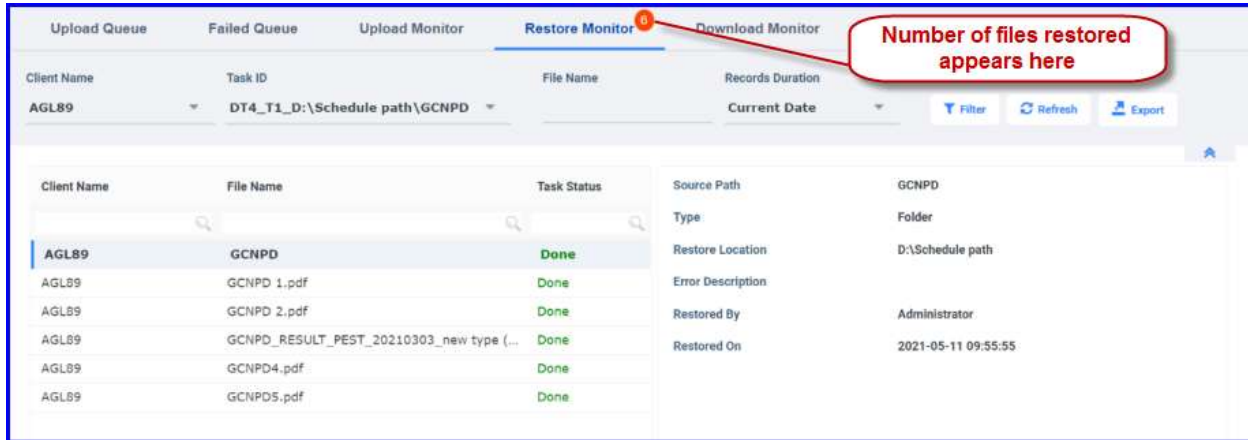 Upload Queue Failed Queue Upload Monitor Restore Monitor 6 Download Monitor
Number of files restored
appears here
Client Name Task ID File Name Records Duration
AGL89 DT4_T1_D:\Schedule path\GCNPD Current Date Filter Refresh Export
Client Name File Name Task Status
AGL89 GCNPD Done
AGL89 GCNPD 1.pdf Done
AGL89 GCNPD 2.pdf Done
AGL89 GCNPD_RESULT_PEST_20210303_new type (... Done
AGL89 GCNPD4.pdf Done
AGL89 GCNPD5.pdf Done
Source Path GCNPD
Type Folder
Restore Location D:\Schedule path
Error Description
Restored By Administrator
Restored On 2021-05-11 09:55:55